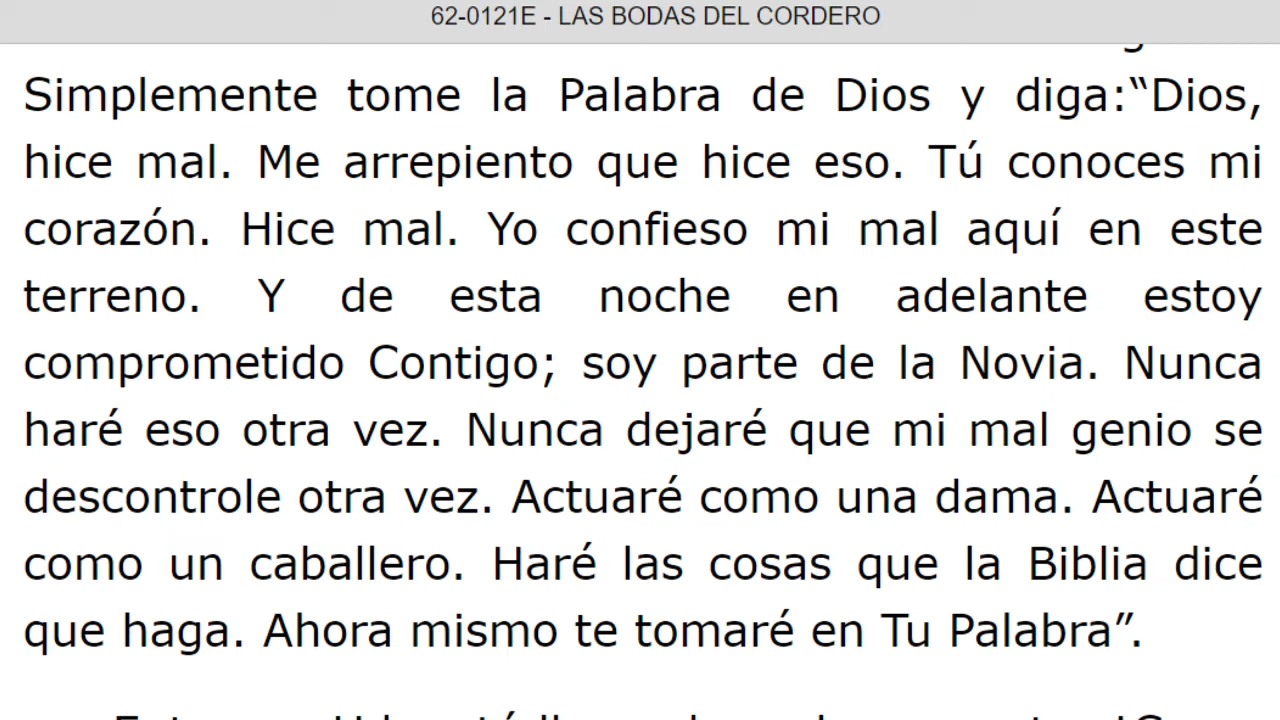 62-0121E - LAS BODAS DEL CORDERO
Simplemente tome la Palabra de Dios y diga:“Dios,
hice mal. Me arrepiento que hice eso. Tú conoces mi
corazón. Hice mal. Yo confieso mi mal aquí en este
terreno. Y de esta noche en adelante estoy
comprometido Contigo; soy parte de la Novia. Nunca
haré eso otra vez. Nunca dejaré que mi mal genio se
descontrole otra vez. Actuaré como una dama. Actuaré
como un caballero. Haré las cosas que la Biblia dice
que haga. Ahora mismo te tomaré en Tu Palabra”.